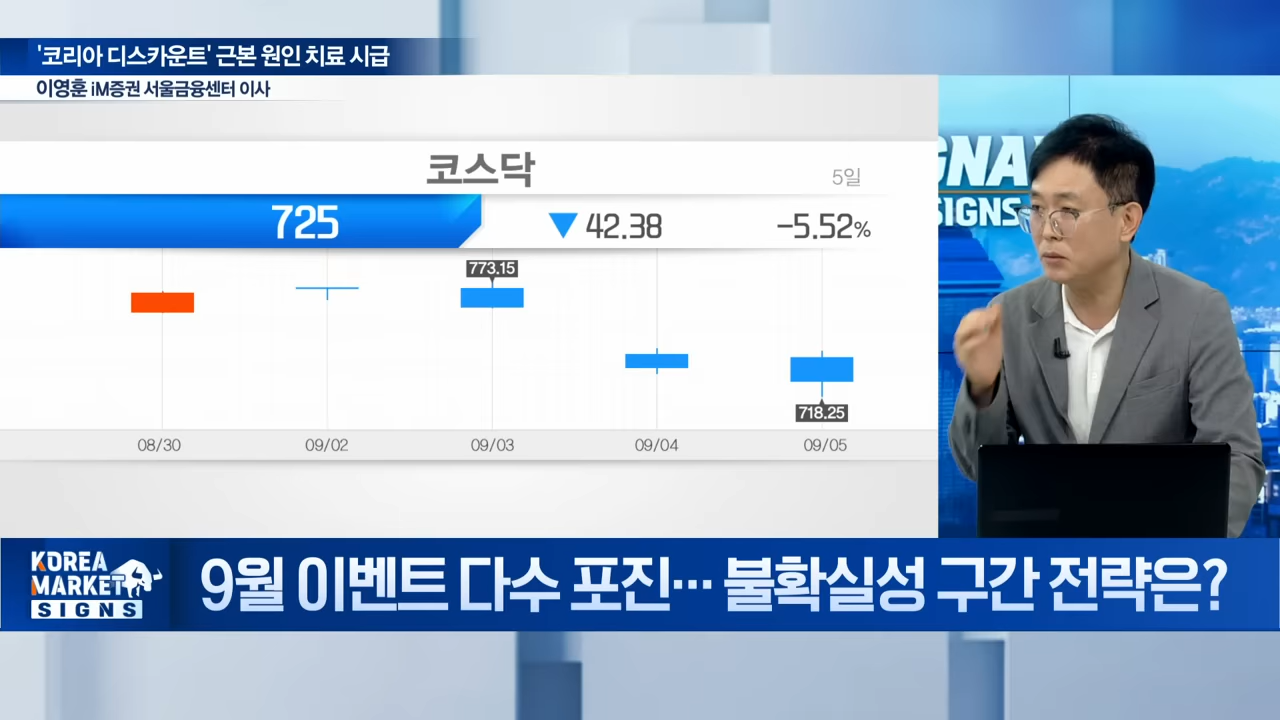 '코리아 디스카운트' 근본 원인 치료 시급
이영훈 iM증권 서울금융센터 이사
코스닥
5일
725
▼ 42.38
-5.52%
773.15
718.25
08/30
09/02
09/03
09/04
09/05
GNA
SIGNS
KOREA
MARKET
SIGNS
9월 이벤트 다수 포진… 불확실성 구간 전략은?